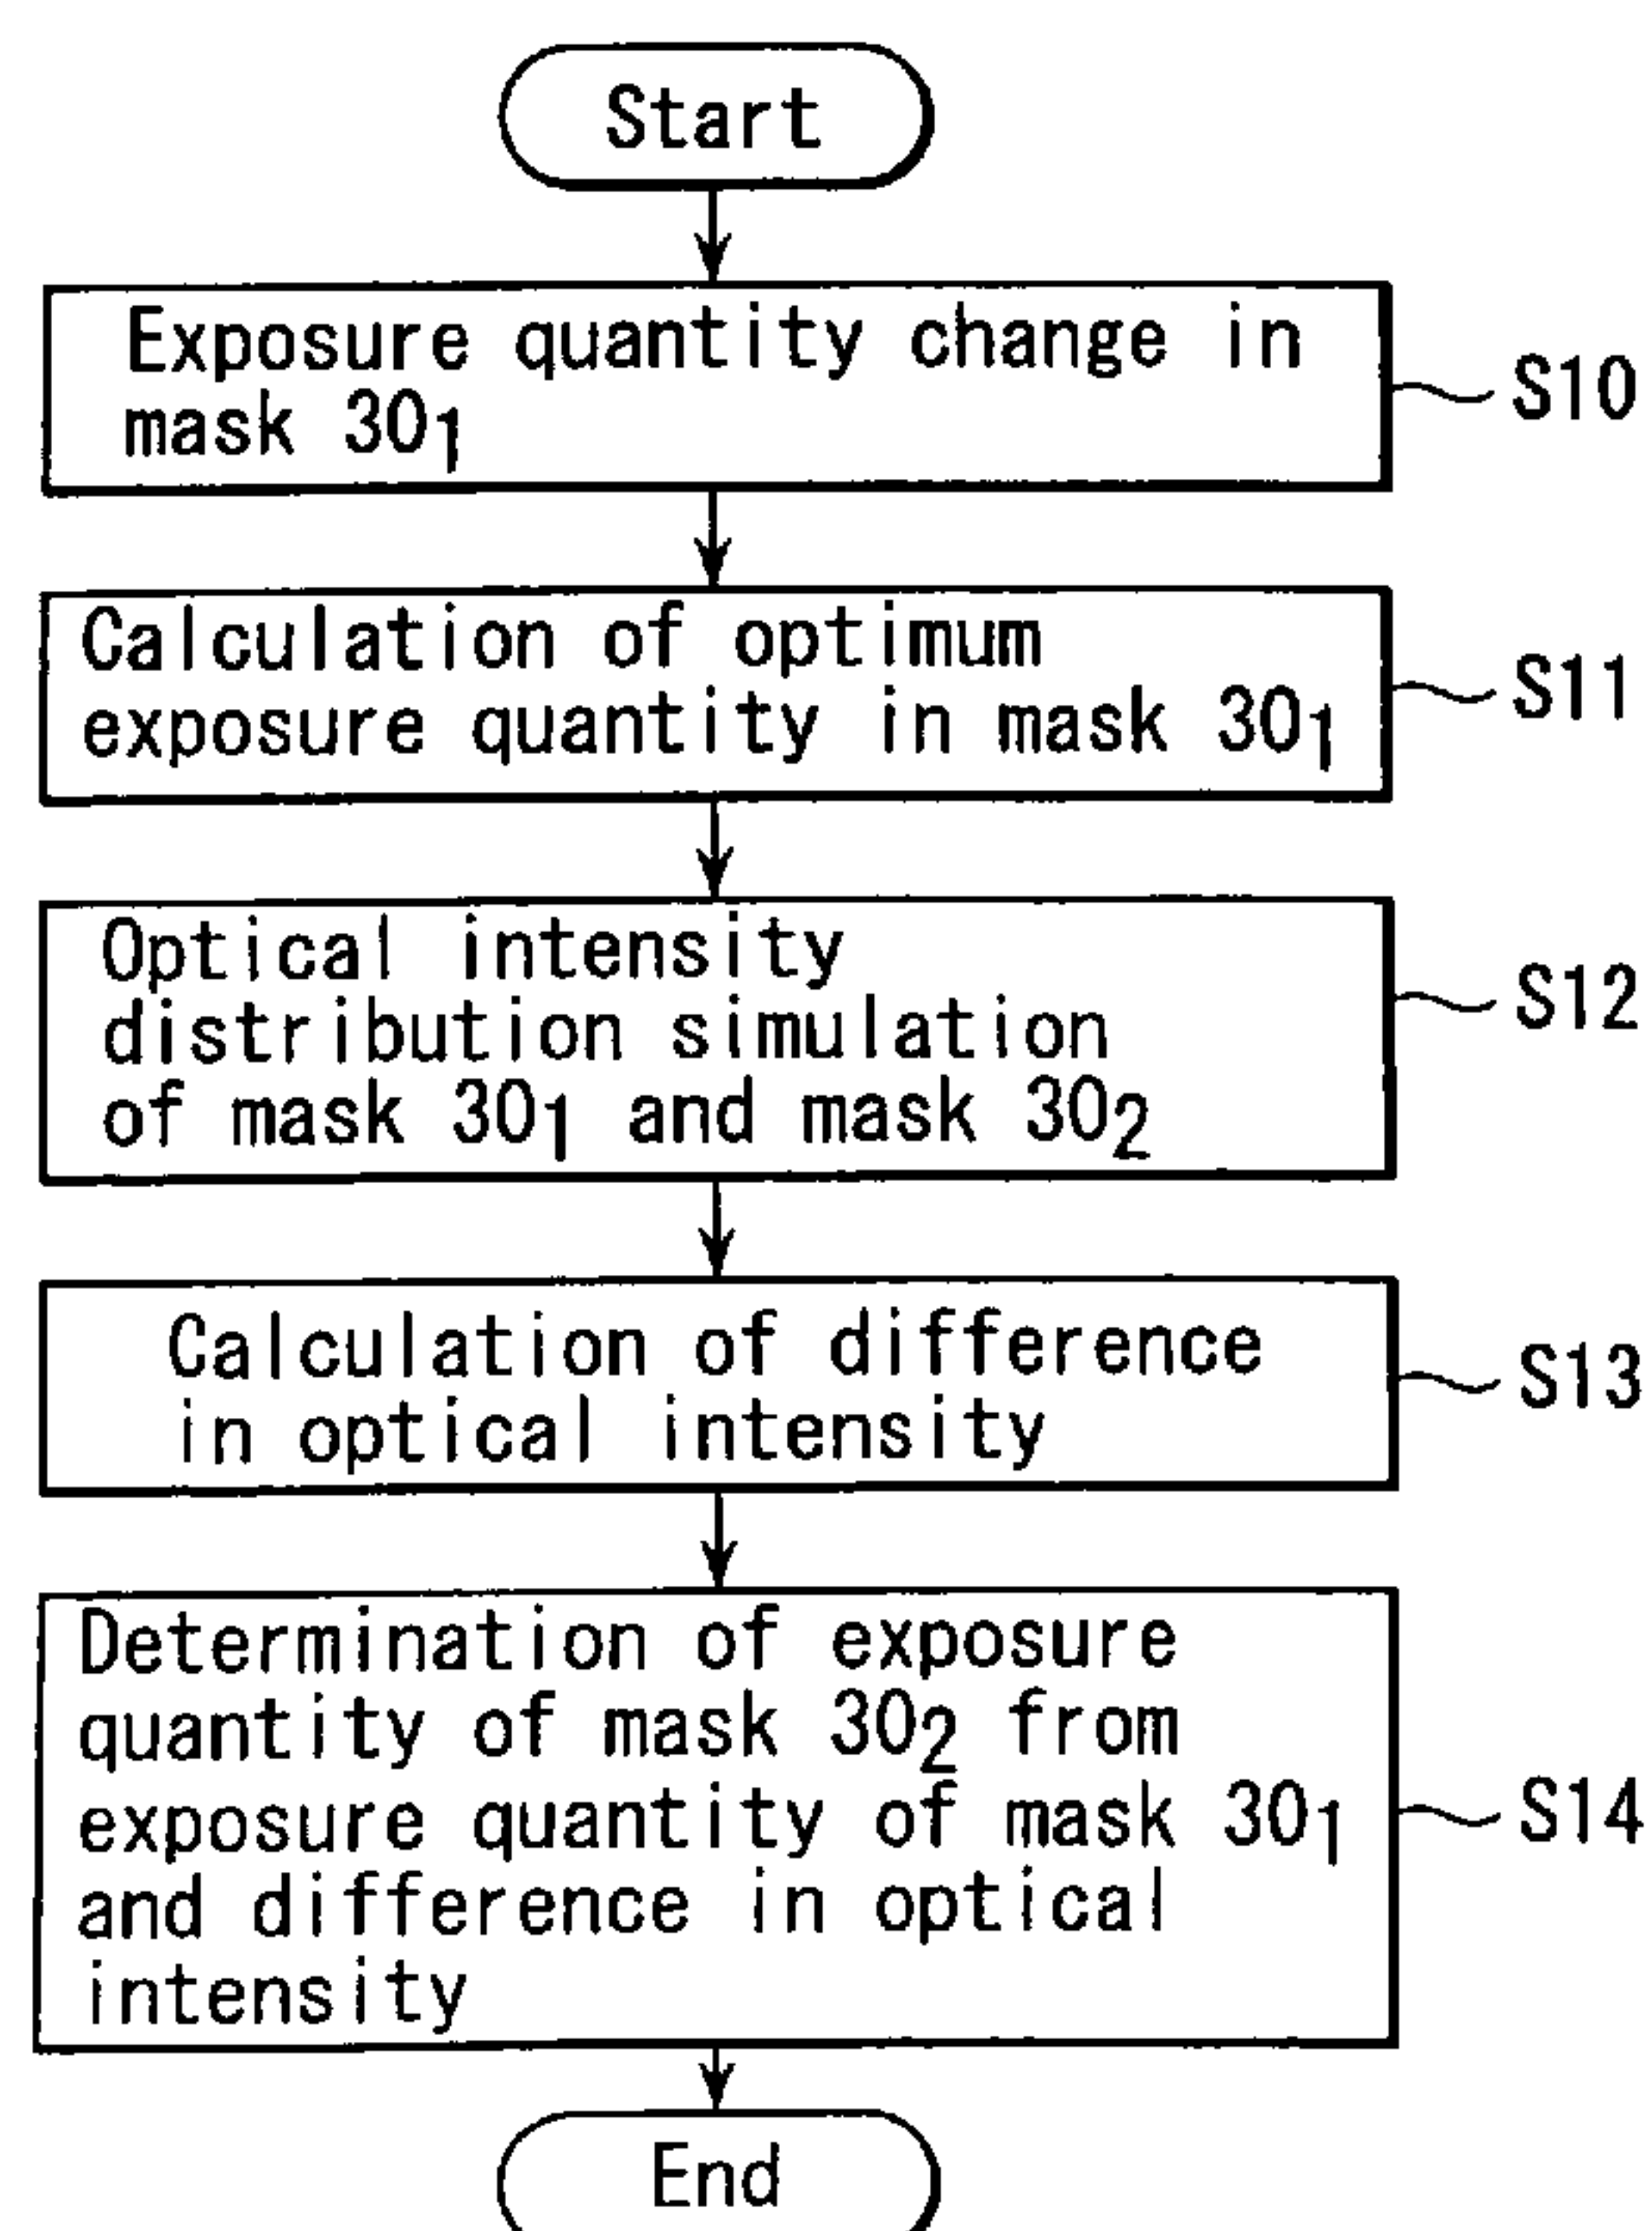 Start
Exposure quantity change in
mask 30₁
S10
Calculation of optimum
exposure quantity in mask 30₁
S11
Optical intensity
distribution simulation
of mask 30₁ and mask 30₂
S12
Calculation of difference
in optical intensity
S13
Determination of exposure
quantity of mask 30₂ from
exposure quantity of mask 30₁
and difference in optical
intensity
S14
End